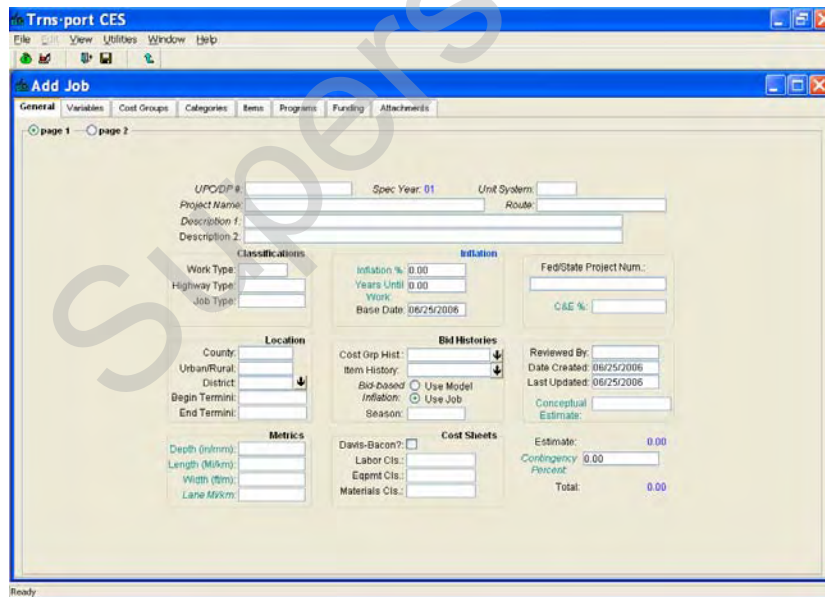 Trns·port CES
File Edit View Utilities Window Help
Add Job
General Variables Cost Groups Categories Items Programs Funding Attachments
page 1 page 2
UPC/DP #: Spec Year: 01 Unit System:
Project Name: Route:
Description 1:
Description 2:
Classifications
Work Type:
Highway Type:
Job Type:
Inflation
Inflation %: 0.00
Years Until Work: 0.00
Base Date: 06/25/2006
Fed/State Project Num.:
C&E %:
Location
County:
Urban/Rural:
District:
Begin Termini:
End Termini:
Bid Histories
Cost Grp Hist.:
Item History:
Bid-based Inflation: Use Model
Use Job
Season:
Reviewed By:
Date Created: 06/25/2006
Last Updated: 06/25/2006
Conceptual
Estimate:
Metrics
Depth (in/mm):
Length (Mi/km):
Width (ft/m):
Lane Mi/km:
Cost Sheets
Davis-Bacon?:
Labor Cls.:
Eqpmt Cls.:
Materials Cls.:
Estimate: 0.00
Contingency Percent: 0.00
Total: 0.00
Ready
Supers